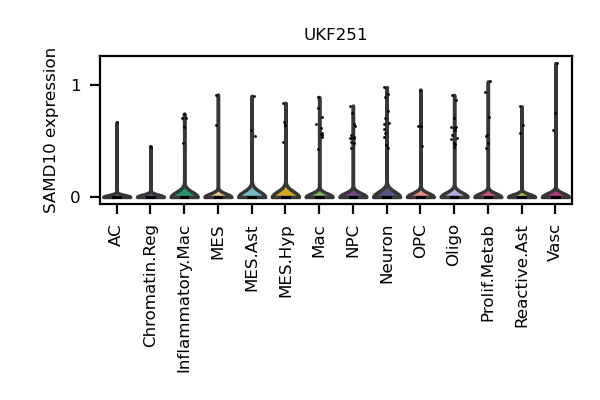 UKF251
SAMD10 expression
1
0
AC
Chromatin.Reg
Inflammatory.Mac
MES
MES.Ast
MES.Hyp
Mac
NPC
Neuron
OPC
Oligo
Prolif.Metab
Reactive.Ast
Vasc